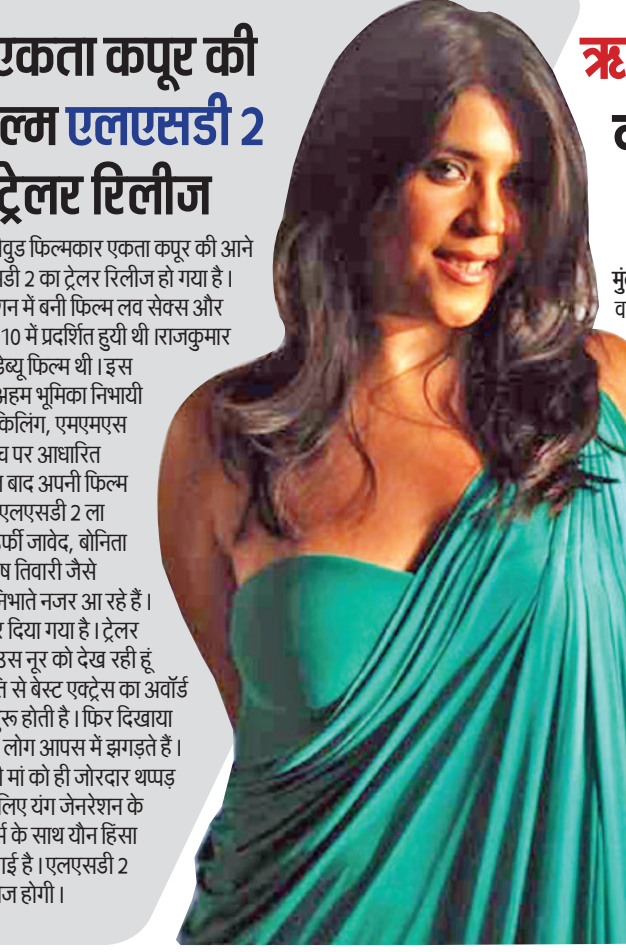 एकता कपूर की
ल्म एलएसडी 2
ट्रेलर रिलीज
वुड फिल्मकार एकता कपूर की आने
डी 2 का ट्रेलर रिलीज हो गया है।
शन में बनी फिल्म लव सेक्स और
10 में प्रदर्शित हुयी थी।राजकुमार
डेब्यू फिल्म थी। इस
अहम भूमिका निभायी
किलिंग, एमएमएस
च पर आधारित
बाद अपनी फिल्म
एलएसडी 2 ला
र्फी जावेद, बोनिता
ष तिवारी जैसे
निभाते नजर आ रहे हैं।
र दिया गया है। ट्रेलर
उस नूर को देख रही हूं
से बेस्ट एक्ट्रेस का अवॉर्ड
शुरू होती है। फिर दिखाया
लोग आपस में झगड़ते हैं।
मां को ही जोरदार थप्पड़
लिए यंग जेनरेशन के
र्म के साथ यौन हिंसा
गई है। एलएसडी 2
ज होगी।
ऋ
मुं
व